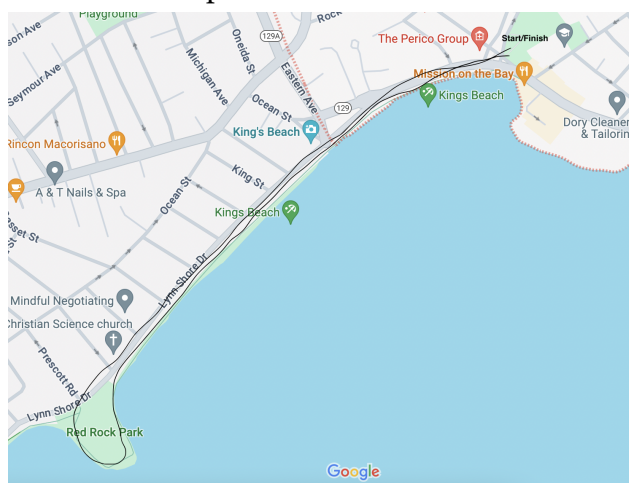 Playground
Rock
son Ave
129A
Oneida St
The Perico Group
Start/Finish
Michigan Ave
Eastern Ave
Seymour Ave
Mission on the Bay
Ocean St
129
Kings Beach
King's Beach
Dory Cleaner
& Tailorin
Rincon Macorisano
King St
A & T Nails & Spa
Ocean St
Kings Beach
asset St
St
Lynn Shore Dr
Mindful Negotiating
Christian Science church
Prescott Rd
Lynn Shore Dr
Red Rock Park
Google